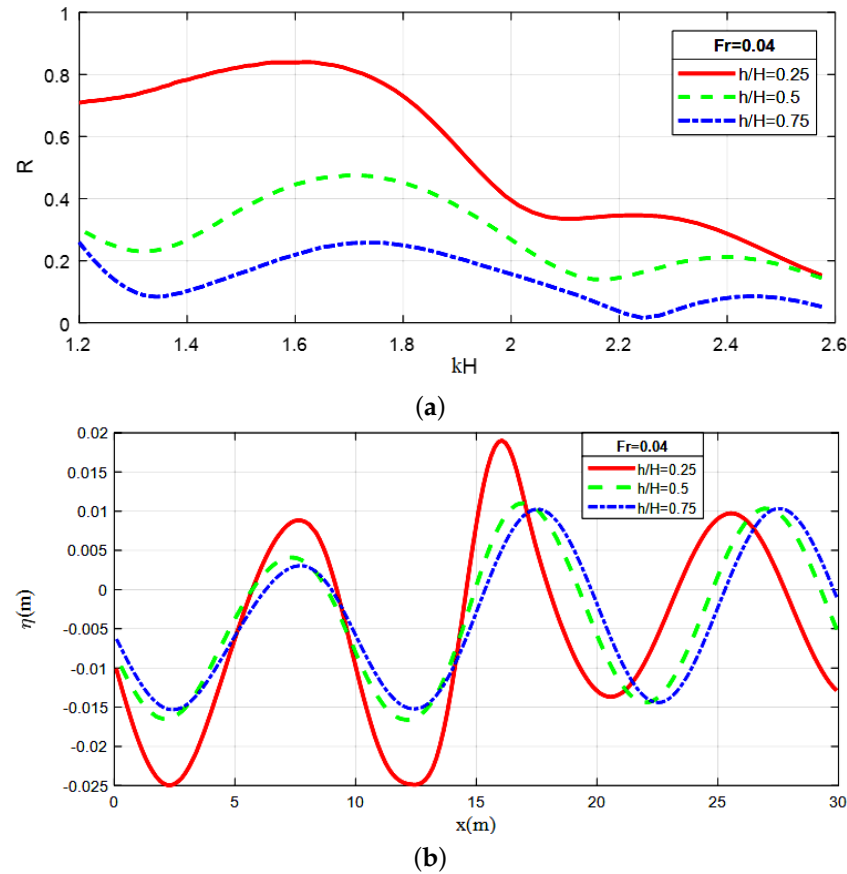 1
0.8
0.6
0.4
0.2
0
R
1.2 1.4 1.6 1.8 2 2.2 2.4 2.6
kH
Fr=0.04
h/H=0.25
h/H=0.5
h/H=0.75
(a)
0.02
0.015
0.01
0.005
0
-0.005
-0.01
-0.015
-0.02
-0.025
η(m)
0 5 10 15 20 25 30
x(m)
Fr=0.04
h/H=0.25
h/H=0.5
h/H=0.75
(b)